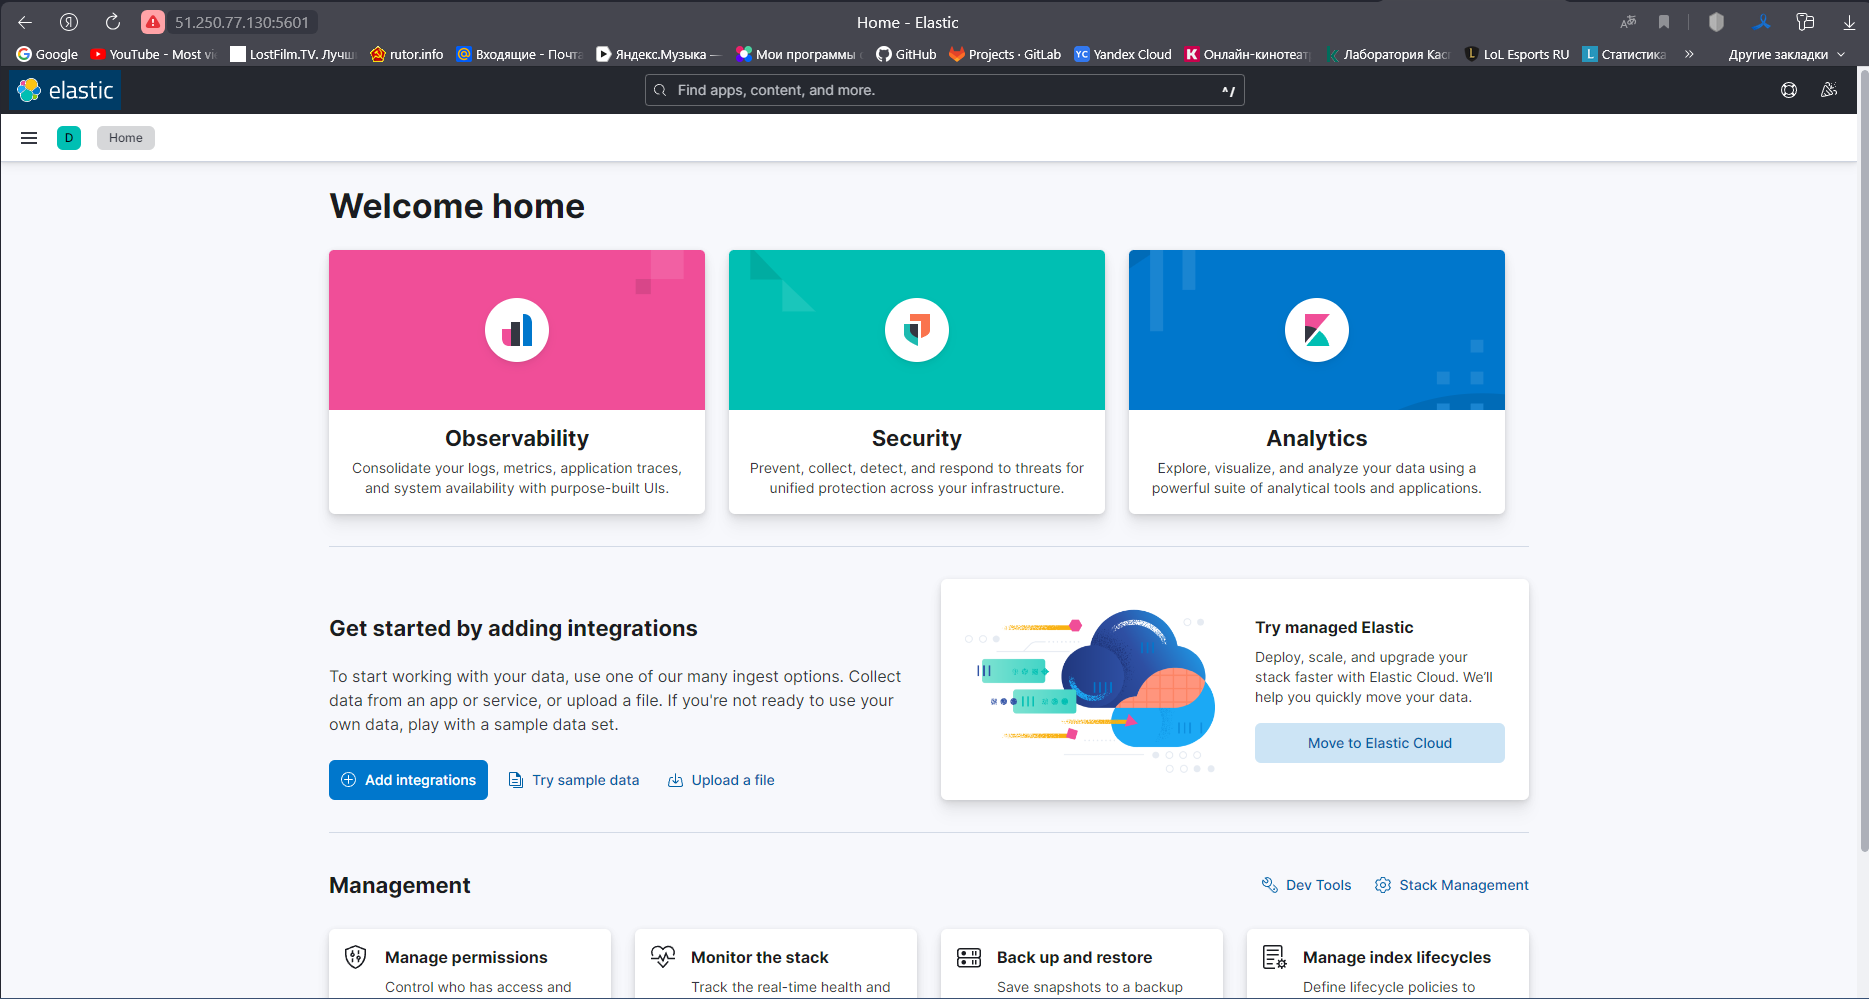 51.250.77.130:5601
Home - Elastic
Google
YouTube - Most
LostFilm.TV.
rutor.info
Входящие - Почта
Яндекс.Музыка —
Мои программы
GitHub
Projects · GitLab
YC
Yandex Cloud
K
Онлайн-кинотеатр
Лаборатория
LoL Esports RU
L
Статистика
»
Другие закладки
elastic
Find apps, content, and more.
^/
D
Home
Welcome home
Observability
Consolidate your logs, metrics, application traces,
and system availability with purpose-built UIs.
Security
Prevent, collect, detect, and respond to threats for
unified protection across your infrastructure.
Analytics
Explore, visualize, and analyze your data using a
powerful suite of analytical tools and applications.
Get started by adding integrations
To start working with your data, use one of our many ingest options. Collect
data from an app or service, or upload a file. If you're not ready to use your
own data, play with a sample data set.
Add integrations
Try sample data
Upload a file
Try managed Elastic
Deploy, scale, and upgrade your
stack faster with Elastic Cloud. We'll
help you quickly move your data.
Move to Elastic Cloud
Management
Dev Tools
Stack Management
Manage permissions
Control who has access and
Monitor the stack
Track the real-time health and
Back up and restore
Save snapshots to a backup
Manage index lifecycles
Define lifecycle policies to